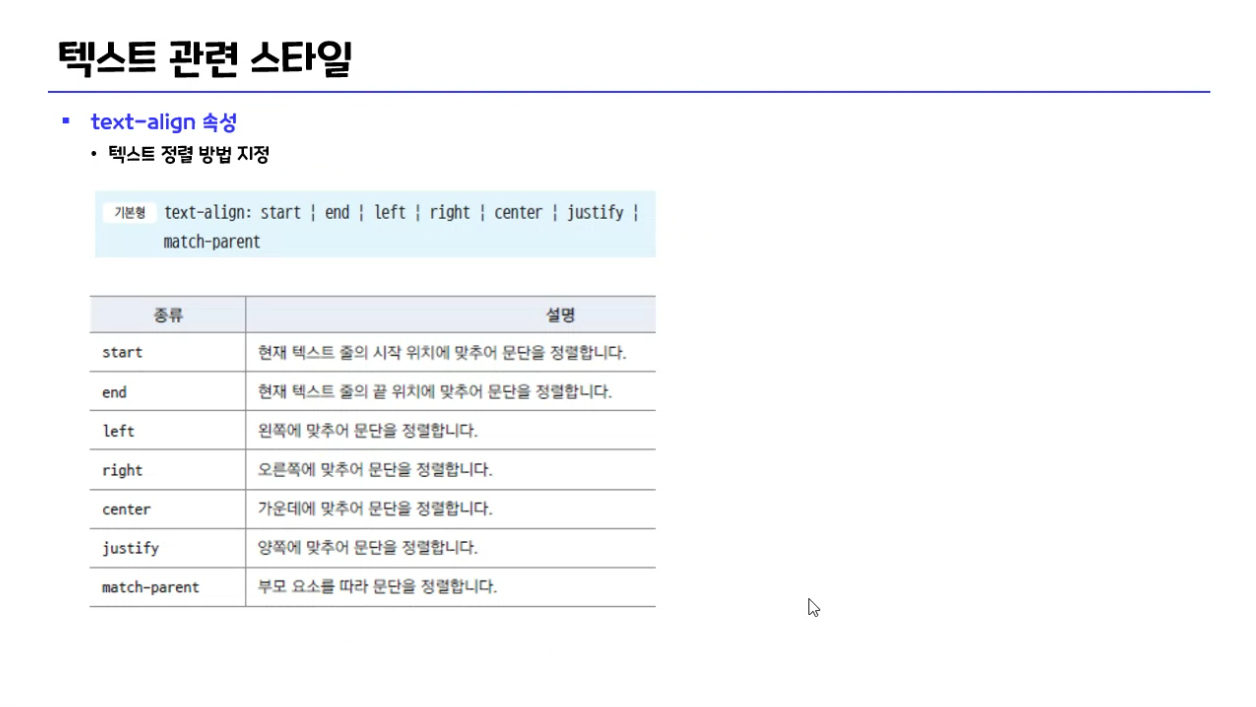 텍스트 관련 스타일
▪ text-align 속성
• 텍스트 정렬 방법 지정
기본형 text-align: start ¦ end ¦ left ¦ right ¦ center ¦ justify ¦
match-parent
종류 설명
start 현재 텍스트 줄의 시작 위치에 맞추어 문단을 정렬합니다.
end 현재 텍스트 줄의 끝 위치에 맞추어 문단을 정렬합니다.
left 왼쪽에 맞추어 문단을 정렬합니다.
right 오른쪽에 맞추어 문단을 정렬합니다.
center 가운데에 맞추어 문단을 정렬합니다.
justify 양쪽에 맞추어 문단을 정렬합니다.
match-parent 부모 요소를 따라 문단을 정렬합니다.